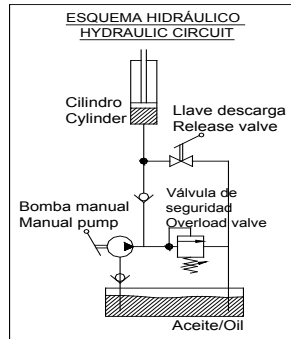 ESQUEMA HIDRÁULICO
HYDRAULIC CIRCUIT
Cilindro
Cylinder
Llave descarga
Release valve
Bomba manual
Manual pump
Válvula de
seguridad
Overload valve
Aceite/Oil